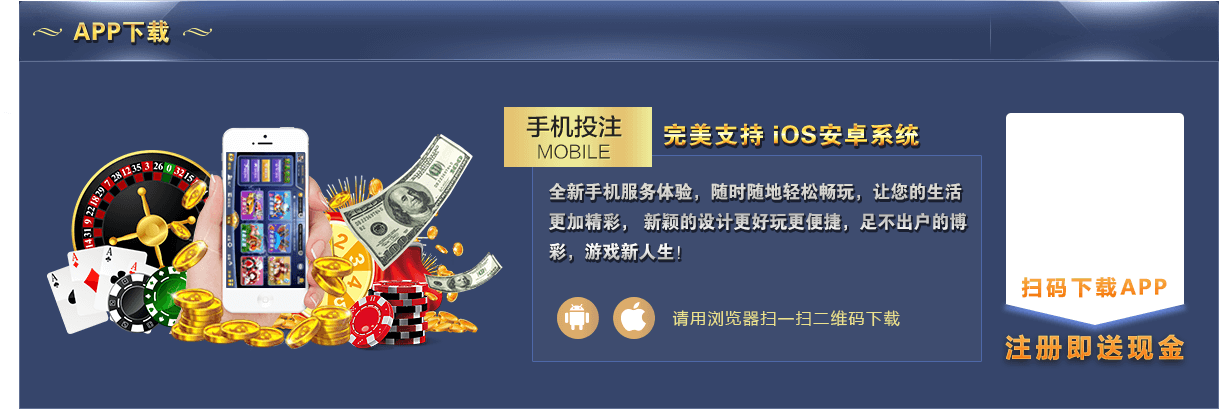 APP下载
手机投注
MOBILE
完美支持 iOS安卓系统
全新手机服务体验，随时随地轻松畅玩，让您的生活
更加精彩， 新颖的设计更好玩更便捷，足不出户的博
彩，游戏新人生！
请用浏览器扫一扫二维码下载
扫码下载APP
注册即送现金